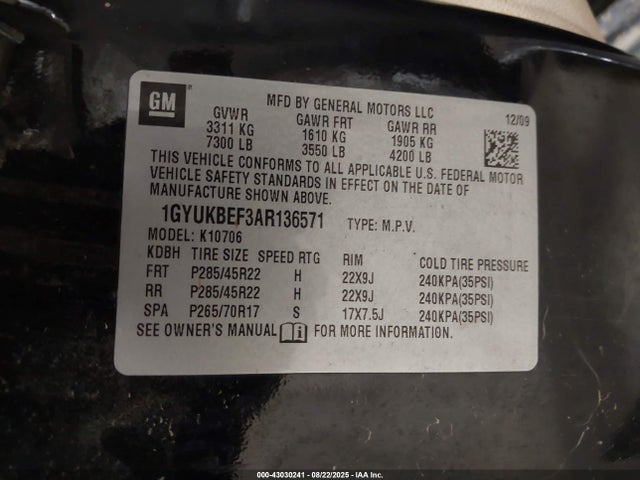 GM
MFD BY GENERAL MOTORS LLC
12/09
GVWR GAWR FRT GAWR RR
3311 KG 1610 KG 1905 KG
7300 LB 3550 LB 4200 LB
THIS VEHICLE CONFORMS TO ALL APPLICABLE U.S. FEDERAL MOTOR
VEHICLE SAFETY STANDARDS IN EFFECT ON THE DATE OF
MANUFACTURE SHOWN ABOVE.
1GYUKBEF3AR136571 TYPE: M.P.V.
MODEL: K10706
KDBH TIRE SIZE SPEED RTG RIM COLD TIRE PRESSURE
FRT P285/45R22 H 22X9J 240KPA(35PSI)
RR P285/45R22 H 22X9J 240KPA(35PSI)
SPA P265/70R17 S 17X7.5J 240KPA(35PSI)
SEE OWNER'S MANUAL i FOR MORE INFORMATION.
000-43030241 - 08/22/2025 - IAA Inc.